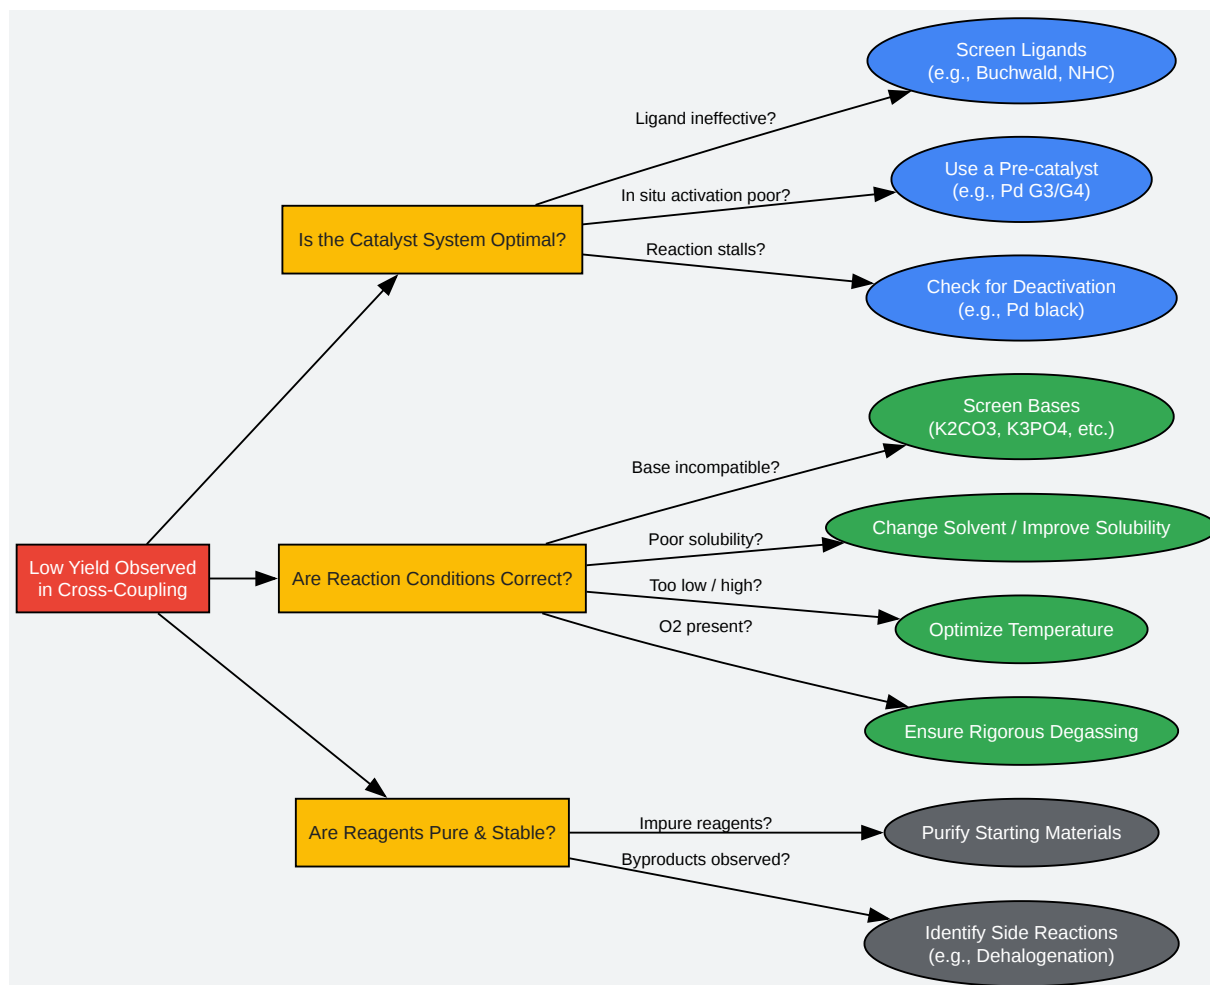 Low Yield Observed
in Cross-Coupling
Is the Catalyst System Optimal?
Ligand ineffective?
Screen Ligands
(e.g., Buchwald, NHC)
In situ activation poor?
Use a Pre-catalyst
(e.g., Pd G3/G4)
Reaction stalls?
Check for Deactivation
(e.g., Pd black)
Are Reaction Conditions Correct?
Base incompatible?
Screen Bases
(K2CO3, K3PO4, etc.)
Poor solubility?
Change Solvent / Improve Solubility
Too low / high?
Optimize Temperature
O2 present?
Ensure Rigorous Degassing
Are Reagents Pure & Stable?
Impure reagents?
Purify Starting Materials
Byproducts observed?
Identify Side Reactions
(e.g., Dehalogenation)